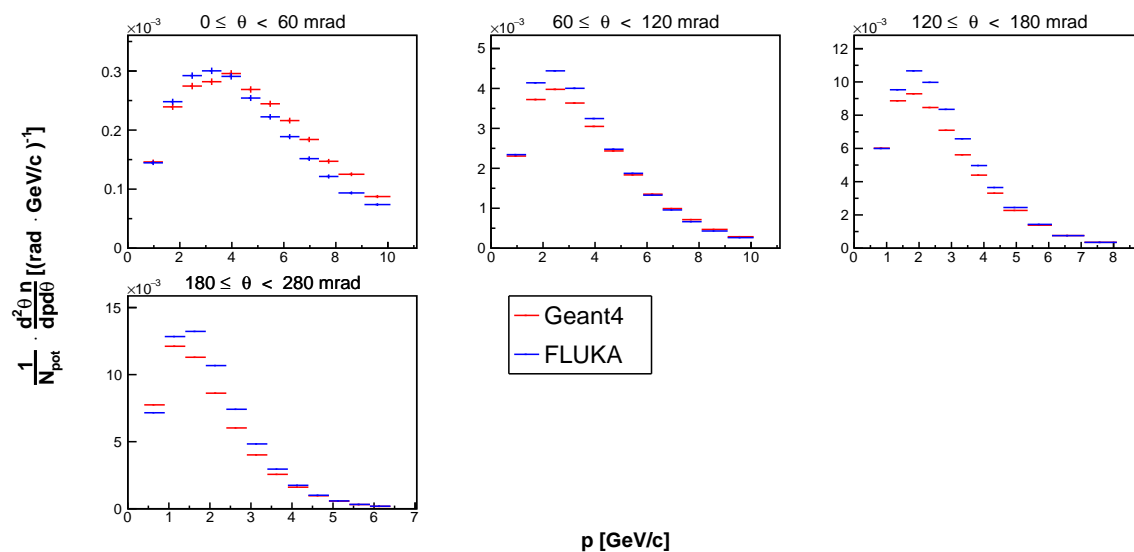 ×10⁻³ 0 ≤ θ < 60 mrad
0.3
0.2
0.1
0
0 2 4 6 8 10
×10⁻³ 60 ≤ θ < 120 mrad
5
4
3
2
1
0
0 2 4 6 8 10
×10⁻³ 120 ≤ θ < 180 mrad
12
10
8
6
4
2
0
0 1 2 3 4 5 6 7 8
1/N_pot · d²θ n/dpdθ [(rad · GeV/c )⁻¹]
×10⁻³ 180 ≤ θ < 280 mrad
15
10
5
0
0 1 2 3 4 5 6 7
Geant4
FLUKA
p [GeV/c]